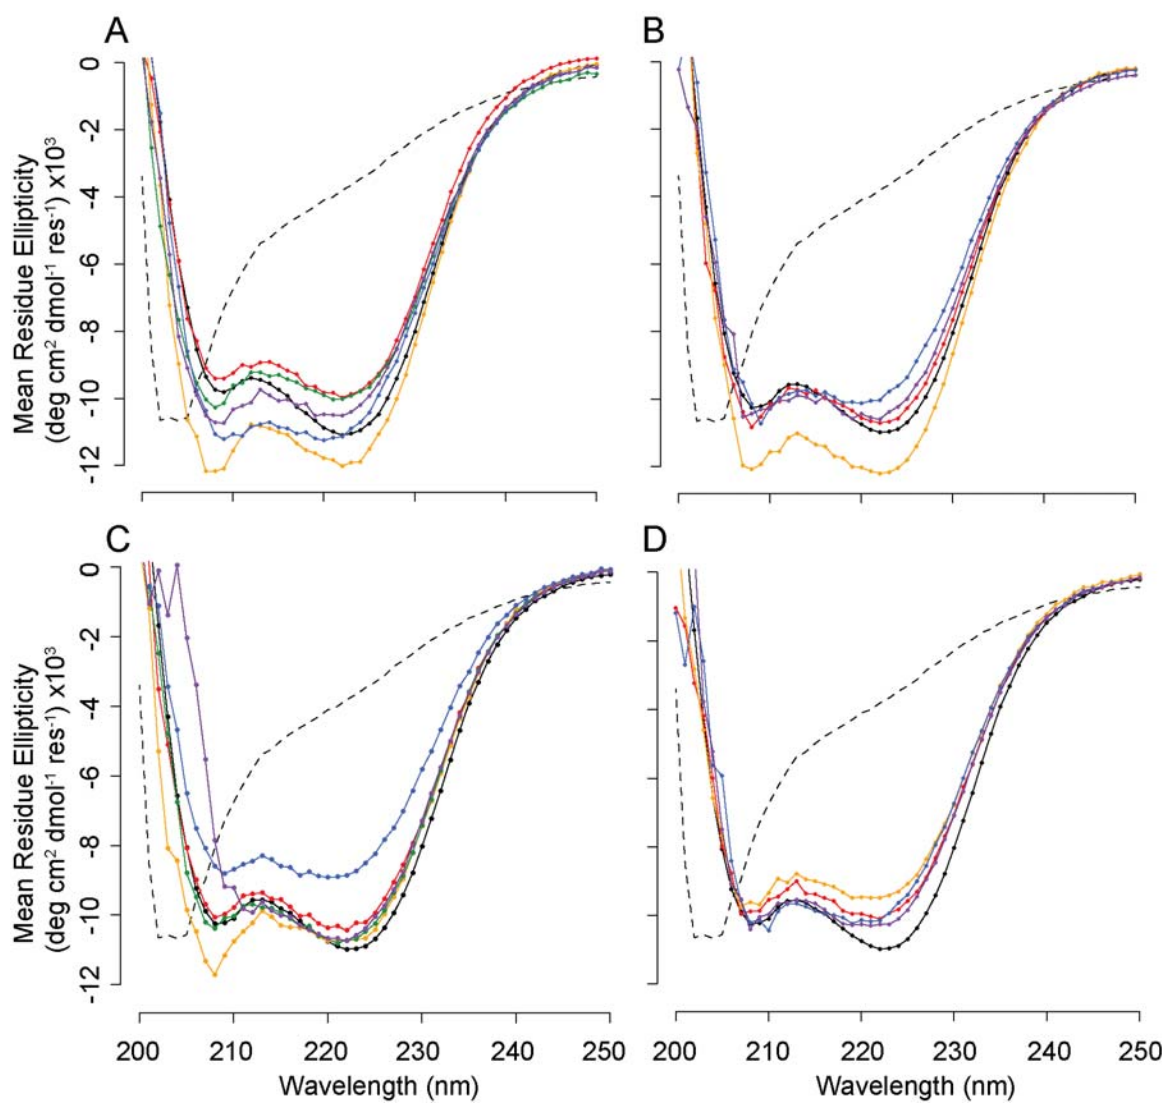 A
B
0
-2
-4
-6
-8
-10
-12
Mean Residue Ellipticity
(deg cm² dmol⁻¹ res⁻¹) x10³
C
D
0
-2
-4
-6
-8
-10
-12
Mean Residue Ellipticity
(deg cm² dmol⁻¹ res⁻¹) x10³
200 210 220 230 240 250
200 210 220 230 240 250
Wavelength (nm)
Wavelength (nm)